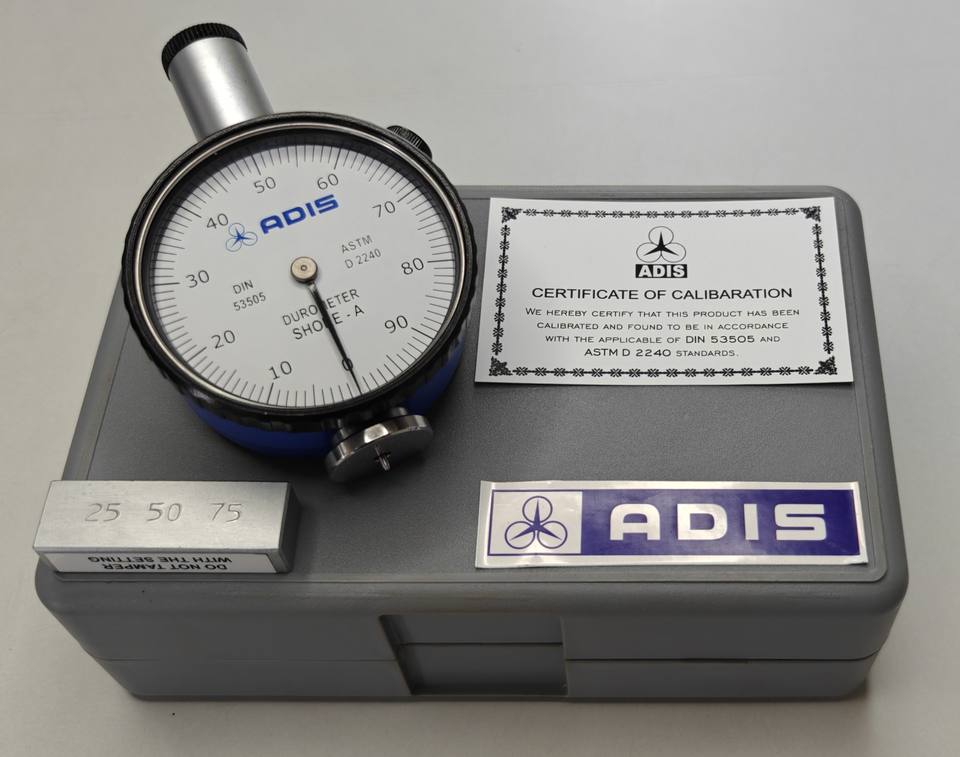 50
60
40
70
ADIS
ASTM
D 2240
30
80
DIN
53505
DUROMETER
SHORE - A
20
90
10
ADIS
CERTIFICATE OF CALIBARATION
WE HEREBY CERTIFY THAT THIS PRODUCT HAS BEEN
CALIBRATED AND FOUND TO BE IN ACCORDANCE
WITH THE APPLICABLE OF DIN 53505 AND
ASTM D 2240 STANDARDS.
25 50 75
DO NOT TAMPER
WITH THE SETTING
ADIS